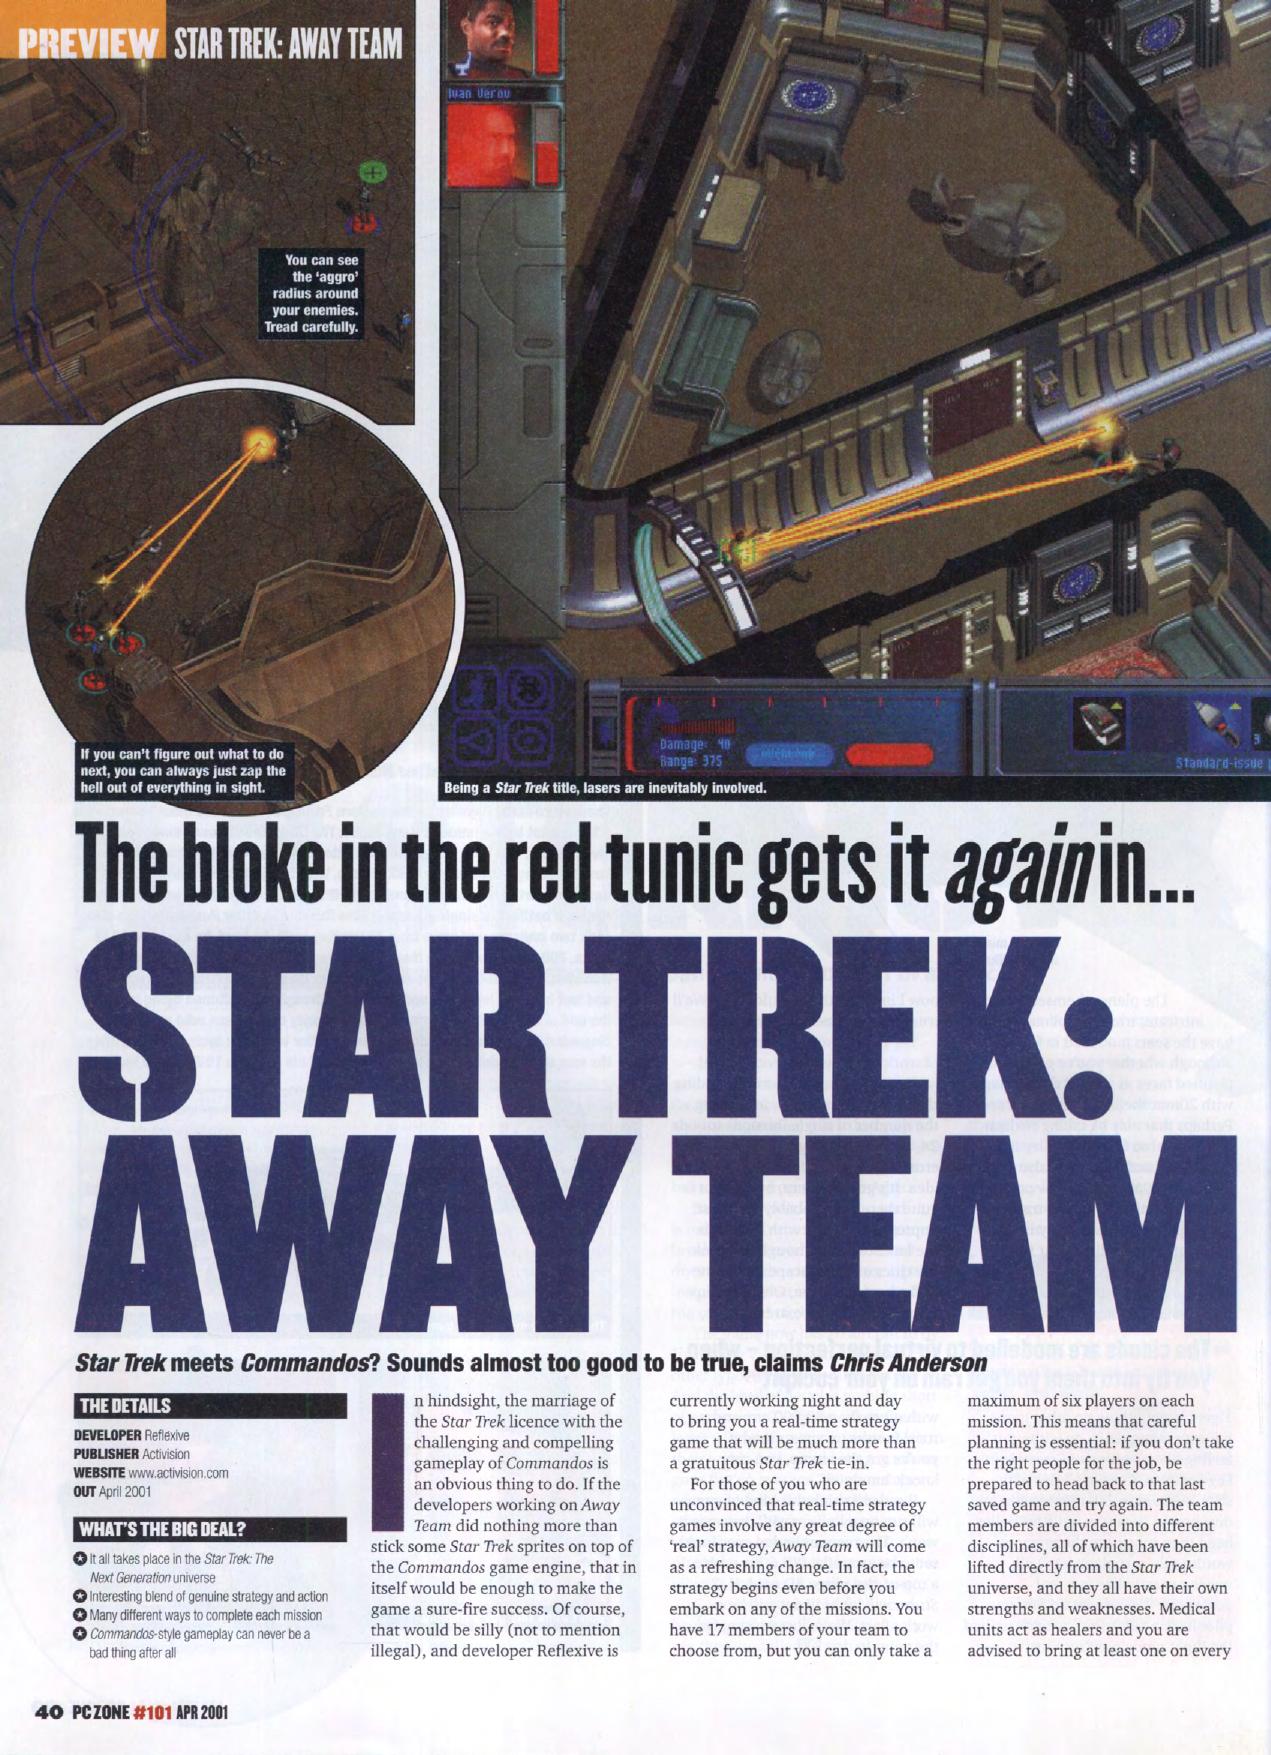 PREVIEW STAR TREK: AWAY TEAM
Ivan Verov
You can see
the 'aggro'
radius around
your enemies.
Tread carefully.
If you can't figure out what to do
next, you can always just zap the
hell out of everything in sight.
Damage: 40
Range: 375
3
Standard-issue
Being a Star Trek title, lasers are inevitably involved.
The bloke in the red tunic gets it again in...
STAR TREK:
AWAY TEAM
Star Trek meets Commandos? Sounds almost too good to be true, claims Chris Anderson
THE DETAILS
DEVELOPER Reflexive
PUBLISHER Activision
WEBSITE www.activision.com
OUT April 2001
WHAT'S THE BIG DEAL?
It all takes place in the Star Trek: The
Next Generation universe
Interesting blend of genuine strategy and action
Many different ways to complete each mission
Commandos-style gameplay can never be a
bad thing after all
In hindsight, the marriage of
the Star Trek licence with the
challenging and compelling
gameplay of Commandos is
an obvious thing to do. If the
developers working on Away
Team did nothing more than
stick some Star Trek sprites on top of
the Commandos game engine, that in
itself would be enough to make the
game a sure-fire success. Of course,
that would be silly (not to mention
illegal), and developer Reflexive is
currently working night and day
to bring you a real-time strategy
game that will be much more than
a gratuitous Star Trek tie-in.
For those of you who are
unconvinced that real-time strategy
games involve any great degree of
'real' strategy, Away Team will come
as a refreshing change. In fact, the
strategy begins even before you
embark on any of the missions. You
have 17 members of your team to
choose from, but you can only take a
maximum of six players on each
mission. This means that careful
planning is essential: if you don't take
the right people for the job, be
prepared to head back to that last
saved game and try again. The team
members are divided into different
disciplines, all of which have been
lifted directly from the Star Trek
universe, and they all have their own
strengths and weaknesses. Medical
units act as healers and you are
advised to bring at least one on every
40 PCZONE #101 APR 2001